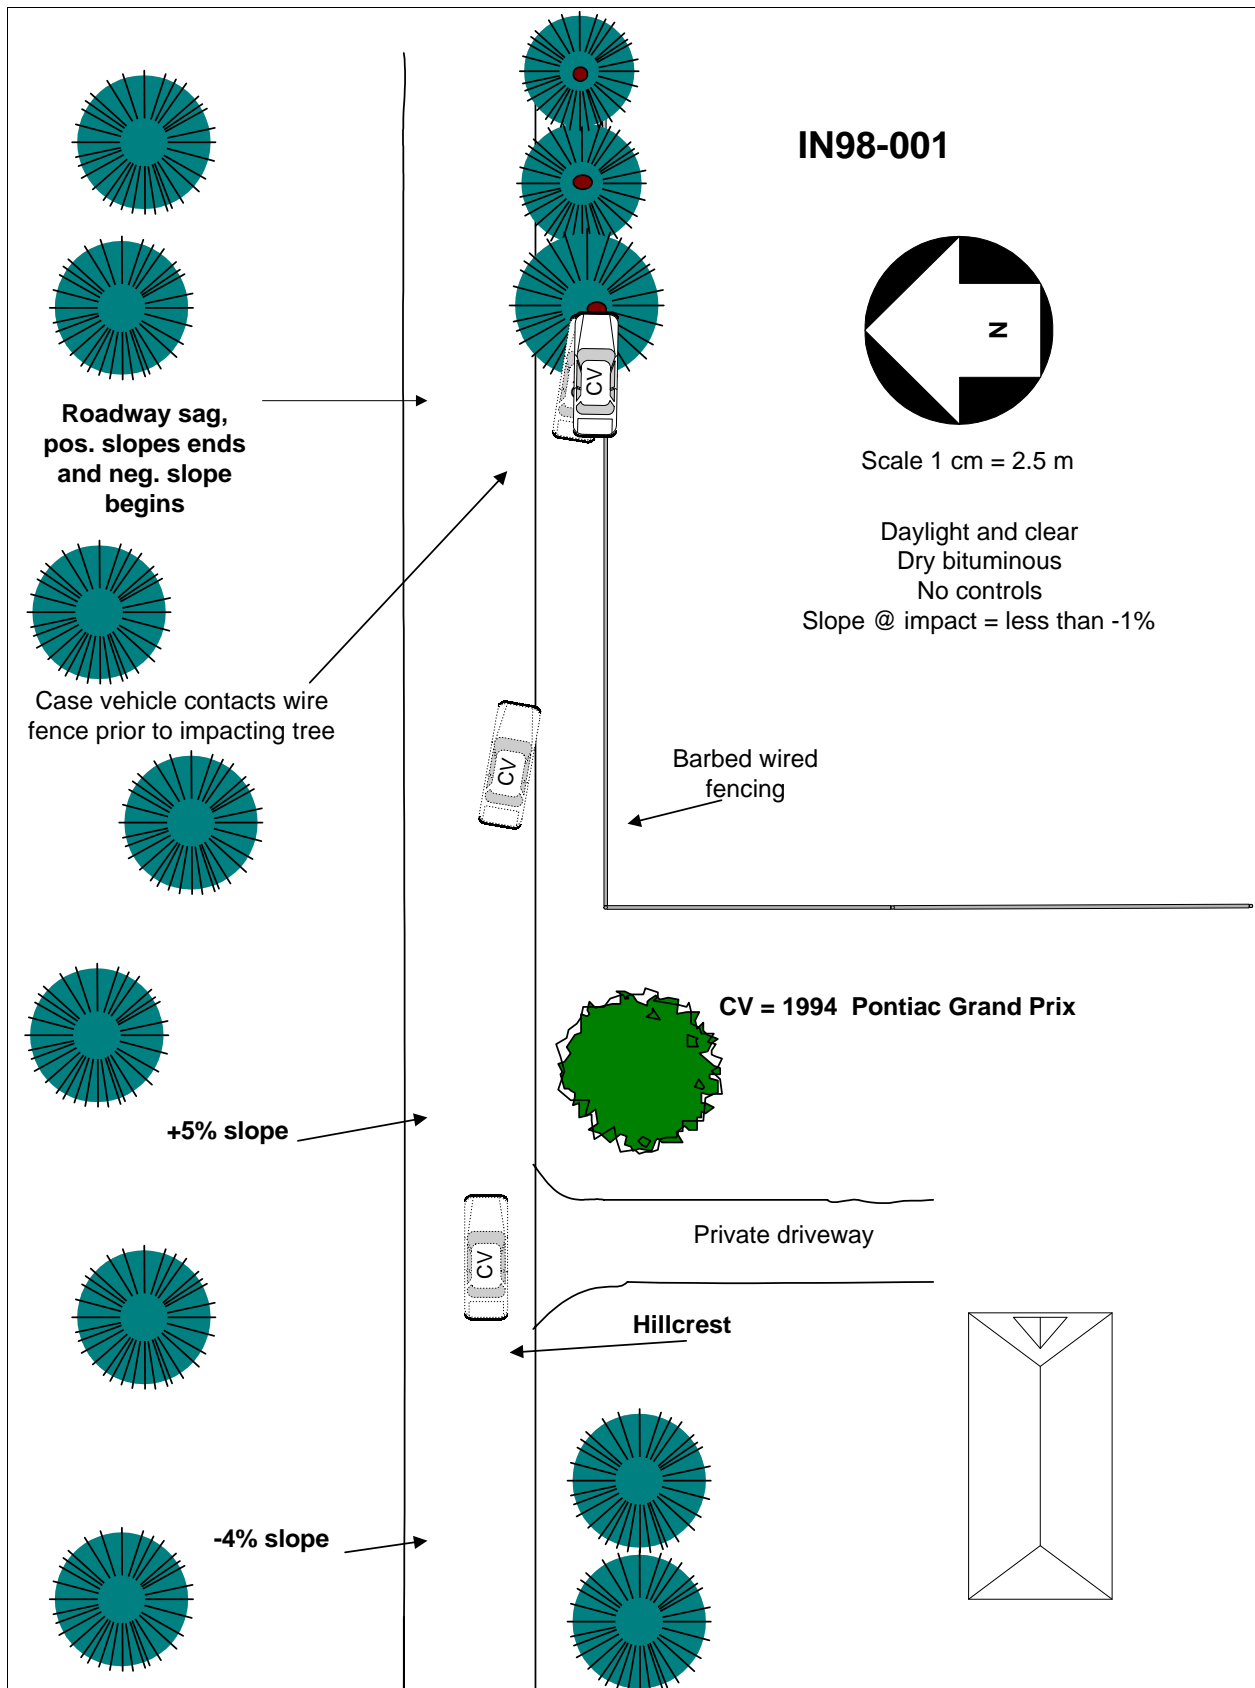 IN98-001
N
Scale 1 cm = 2.5 m
Daylight and clear
Dry bituminous
No controls
Slope @ impact = less than -1%
CV
Roadway sag,
pos. slopes ends
and neg. slope
begins
Case vehicle contacts wire
fence prior to impacting tree
CV
Barbed wired
fencing
CV = 1994 Pontiac Grand Prix
+5% slope
Private driveway
CV
Hillcrest
-4% slope